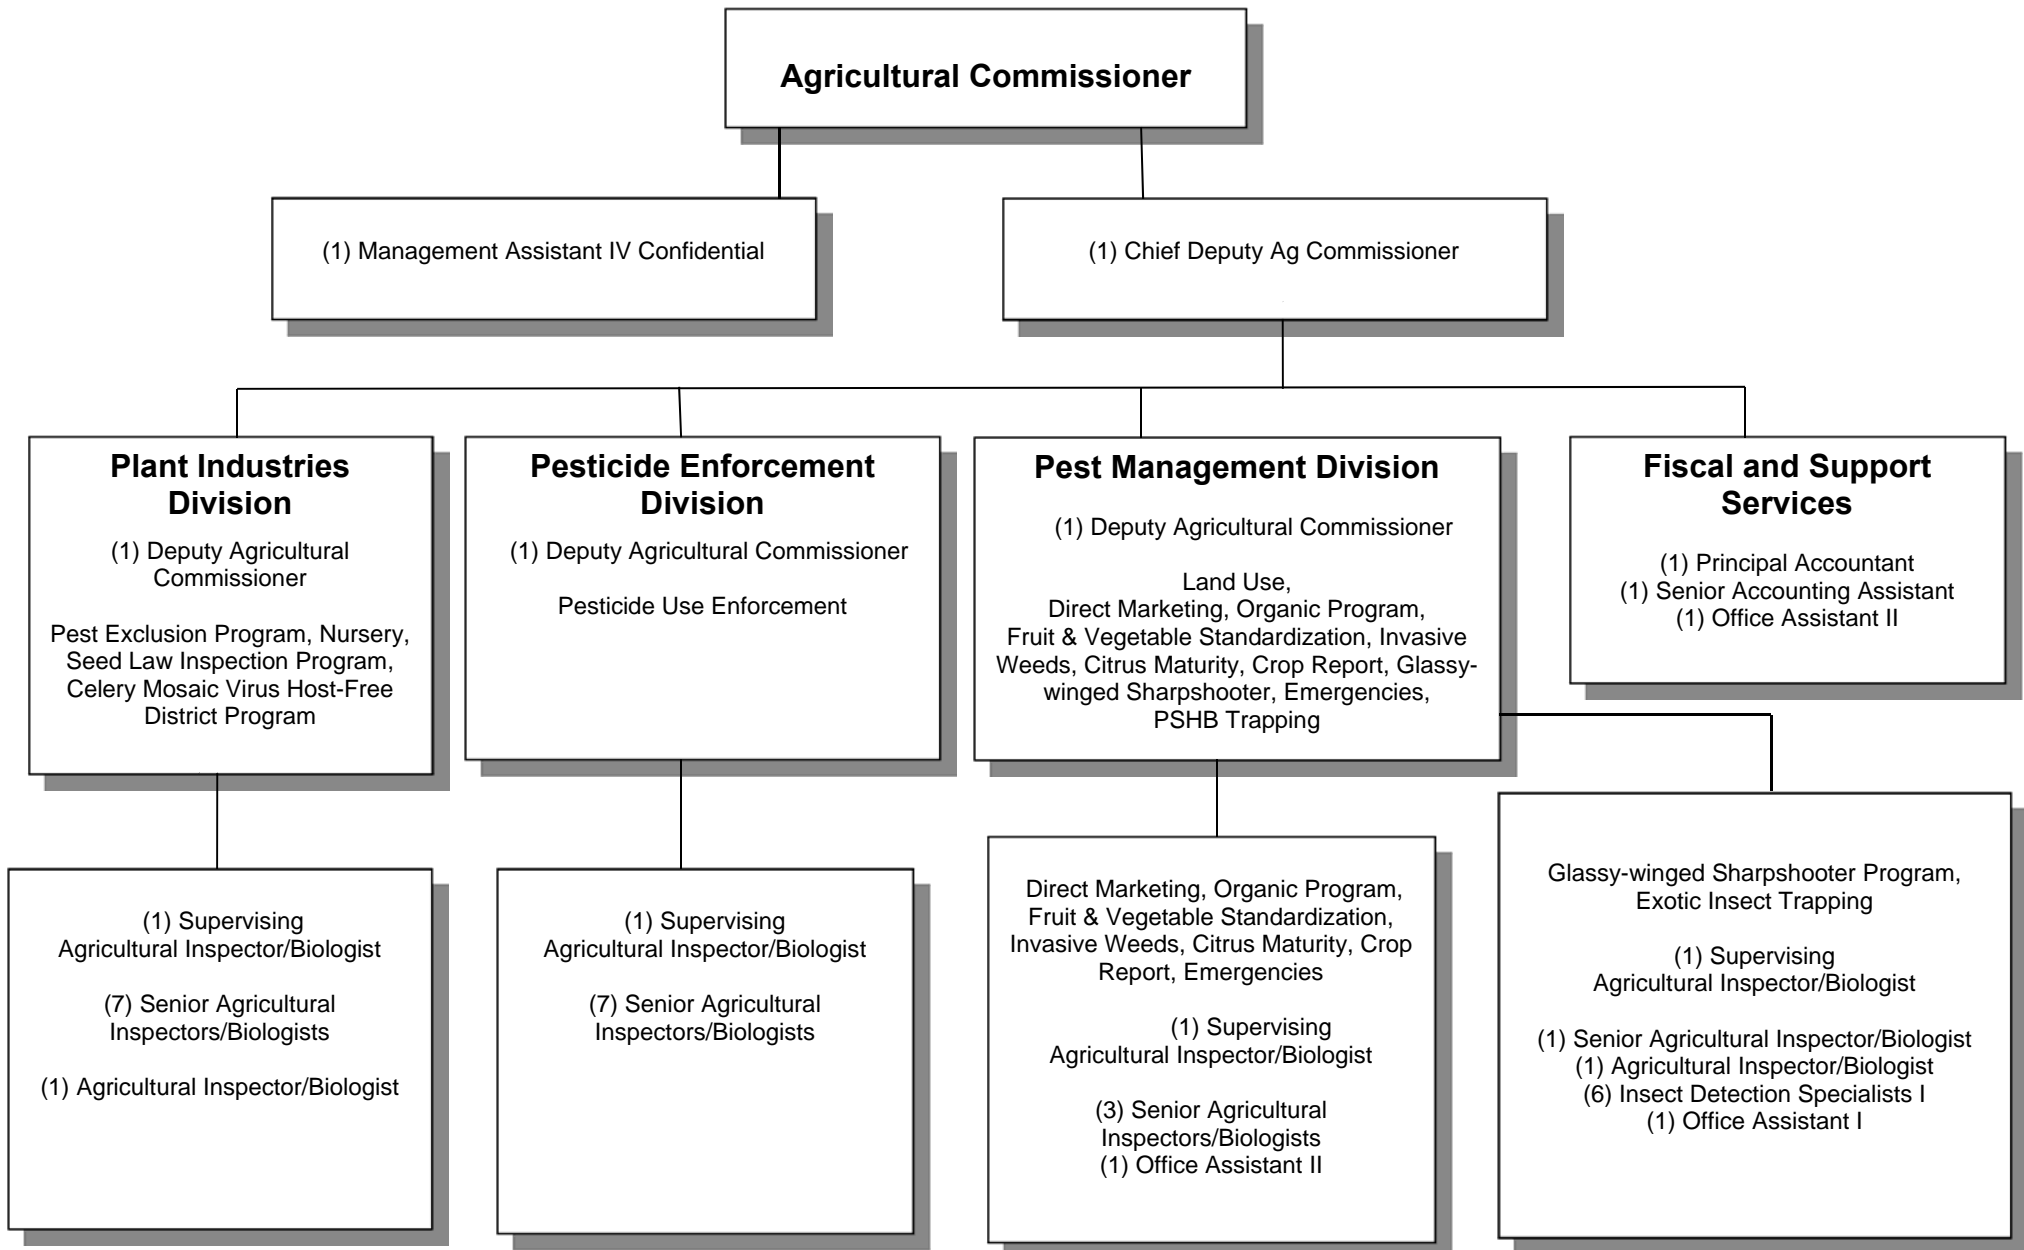 Agricultural Commissioner
(1) Management Assistant IV Confidential
(1) Chief Deputy Ag Commissioner
Plant Industries
Division
(1) Deputy Agricultural
Commissioner
Pest Exclusion Program, Nursery,
Seed Law Inspection Program,
Celery Mosaic Virus Host-Free
District Program
Pesticide Enforcement
Division
(1) Deputy Agricultural Commissioner
Pesticide Use Enforcement
Pest Management Division
(1) Deputy Agricultural Commissioner
Land Use,
Direct Marketing, Organic Program,
Fruit & Vegetable Standardization, Invasive
Weeds, Citrus Maturity, Crop Report, Glassy-
winged Sharpshooter, Emergencies,
PSHB Trapping
Fiscal and Support
Services
(1) Principal Accountant
(1) Senior Accounting Assistant
(1) Office Assistant II
(1) Supervising
Agricultural Inspector/Biologist
(7) Senior Agricultural
Inspectors/Biologists
(1) Agricultural Inspector/Biologist
(1) Supervising
Agricultural Inspector/Biologist
(7) Senior Agricultural
Inspectors/Biologists
Direct Marketing, Organic Program,
Fruit & Vegetable Standardization,
Invasive Weeds, Citrus Maturity, Crop
Report, Emergencies
(1) Supervising
Agricultural Inspector/Biologist
(3) Senior Agricultural
Inspectors/Biologists
(1) Office Assistant II
Glassy-winged Sharpshooter Program,
Exotic Insect Trapping
(1) Supervising
Agricultural Inspector/Biologist
(1) Senior Agricultural Inspector/Biologist
(1) Agricultural Inspector/Biologist
(6) Insect Detection Specialists I
(1) Office Assistant I